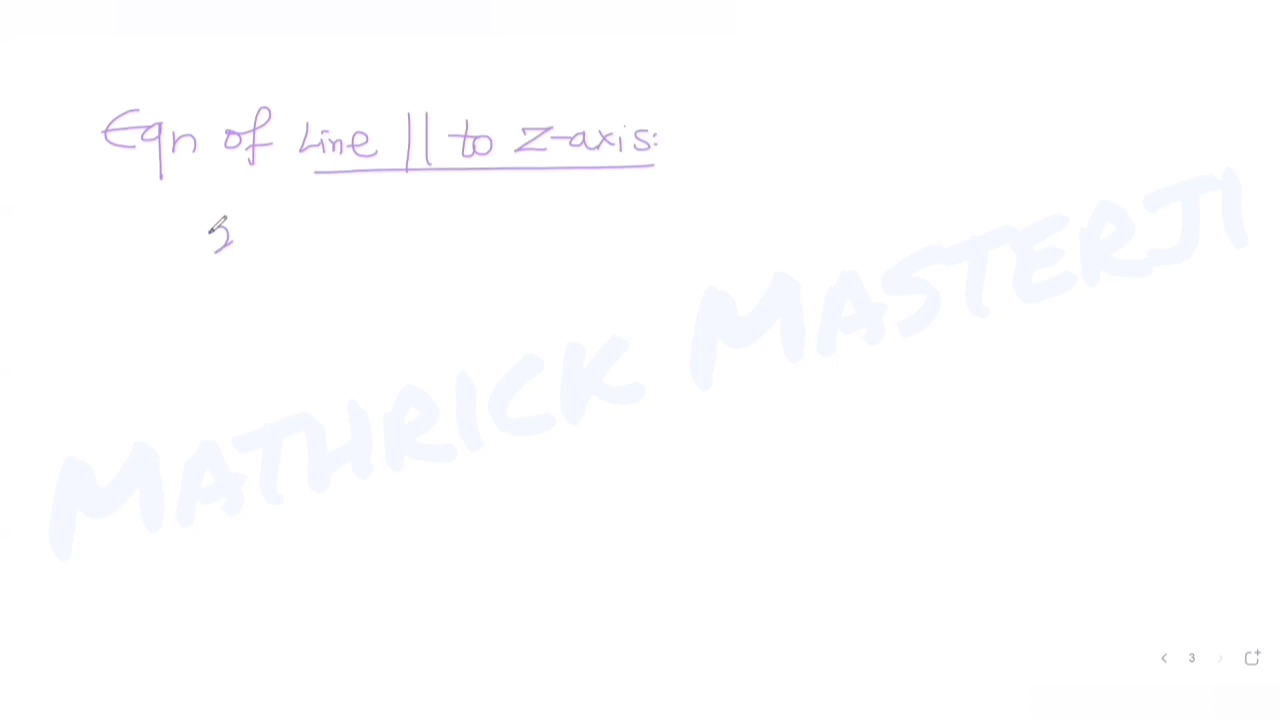 Eqn of Line || to Z-axis:
MATHRICK MASTERJI
3